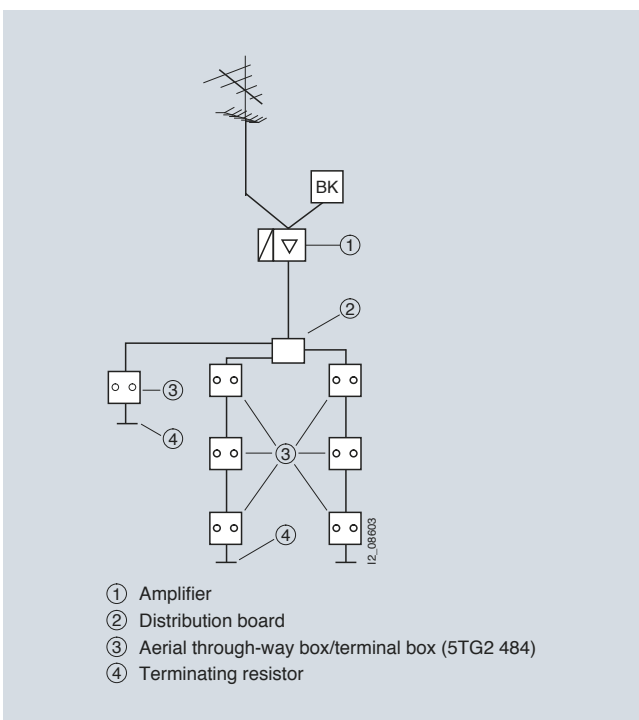 BK
①
②
③
④
③
④
I2_08603
① Amplifier
② Distribution board
③ Aerial through-way box/terminal box (5TG2 484)
④ Terminating resistor